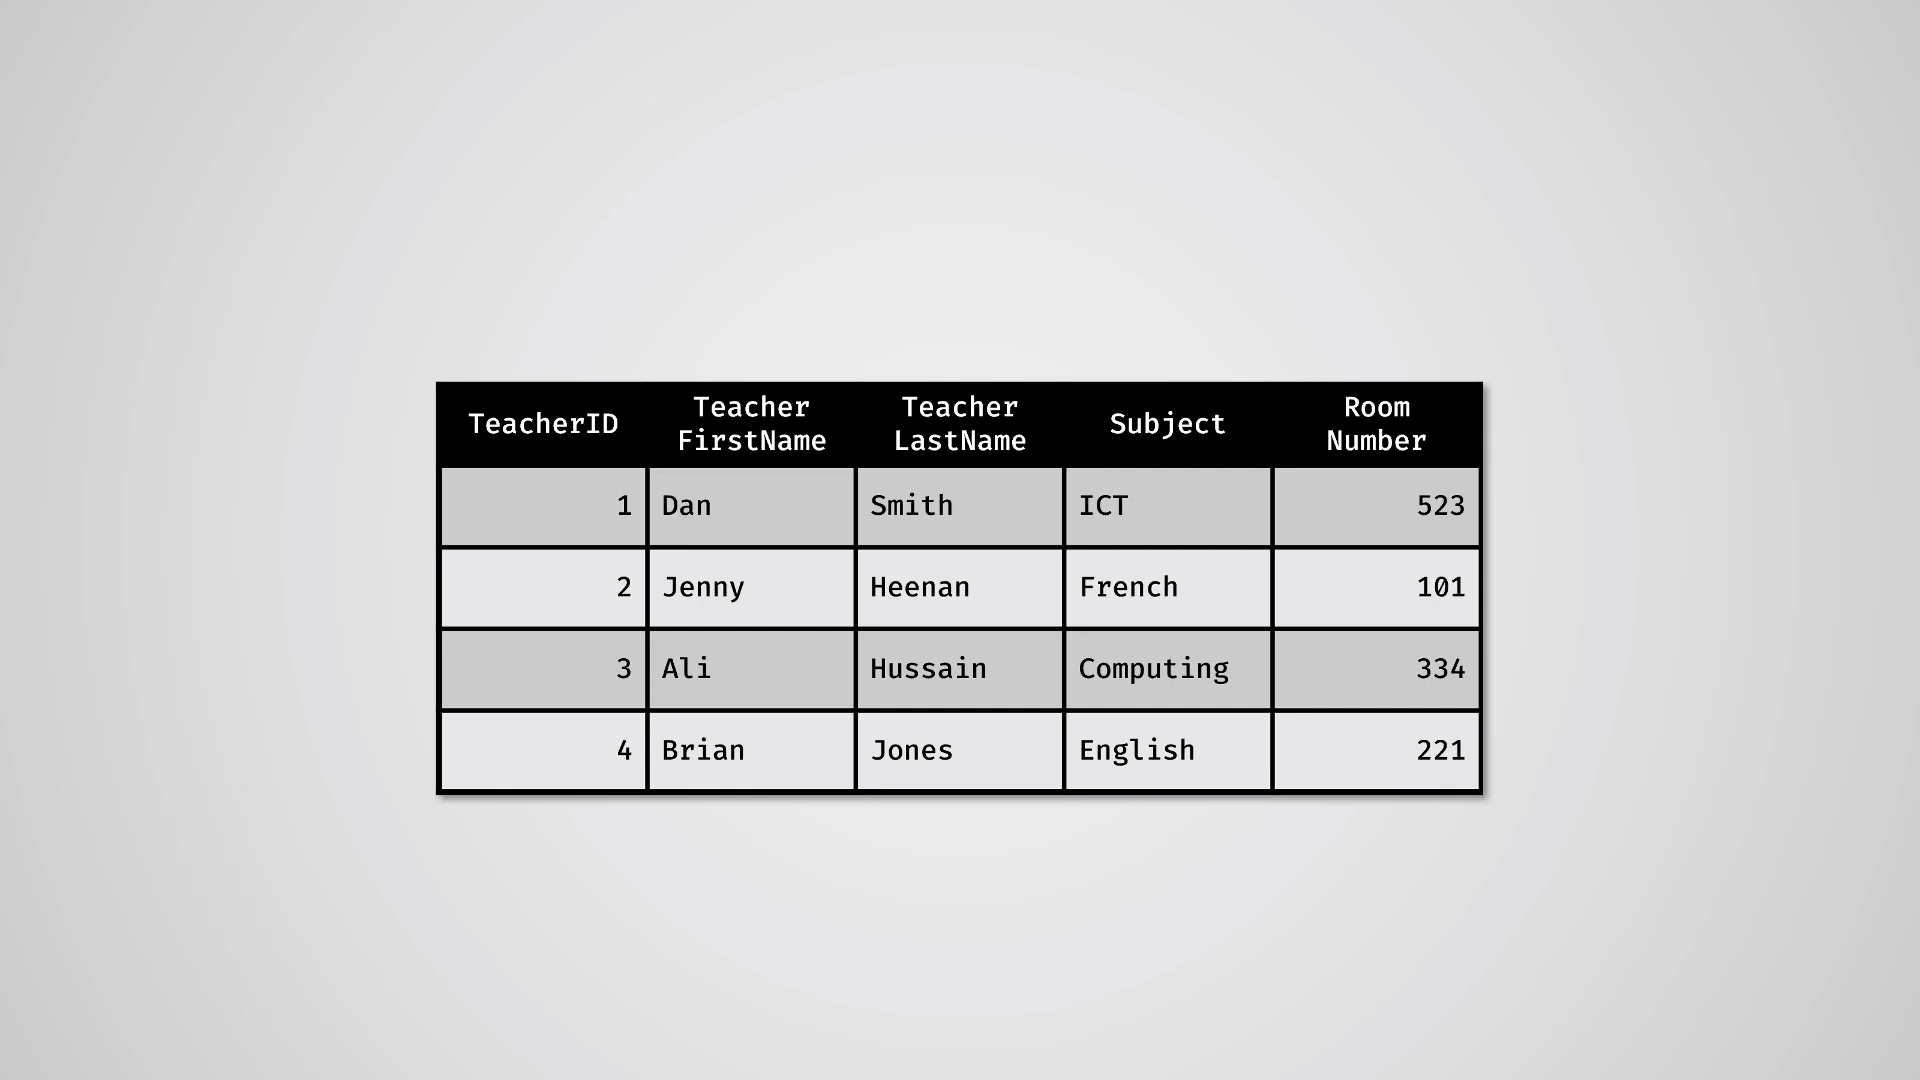 TeacherID Teacher FirstName Teacher LastName Subject Room Number
1 Dan Smith ICT 523
2 Jenny Heenan French 101
3 Ali Hussain Computing 334
4 Brian Jones English 221